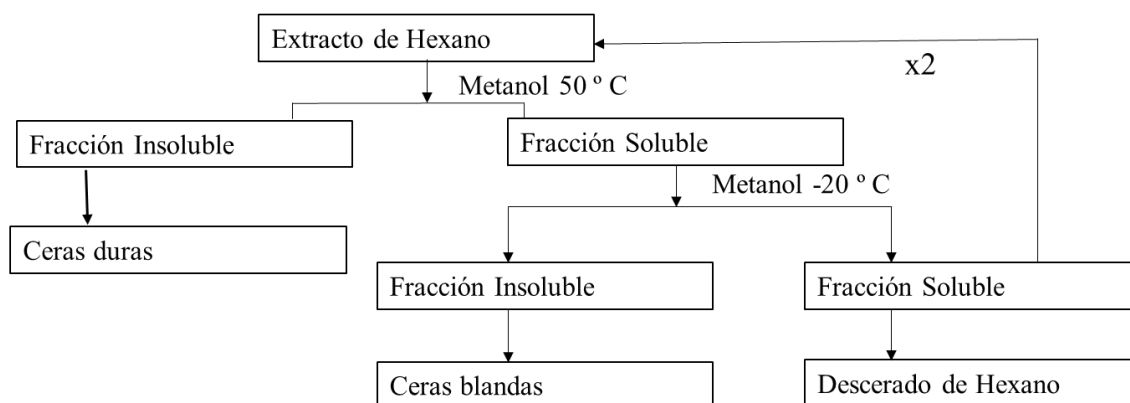 Extracto de Hexano
x2
Metanol 50 º C
Fracción Insoluble
Fracción Soluble
Metanol -20 º C
Ceras duras
Fracción Insoluble
Fracción Soluble
Ceras blandas
Descerado de Hexano